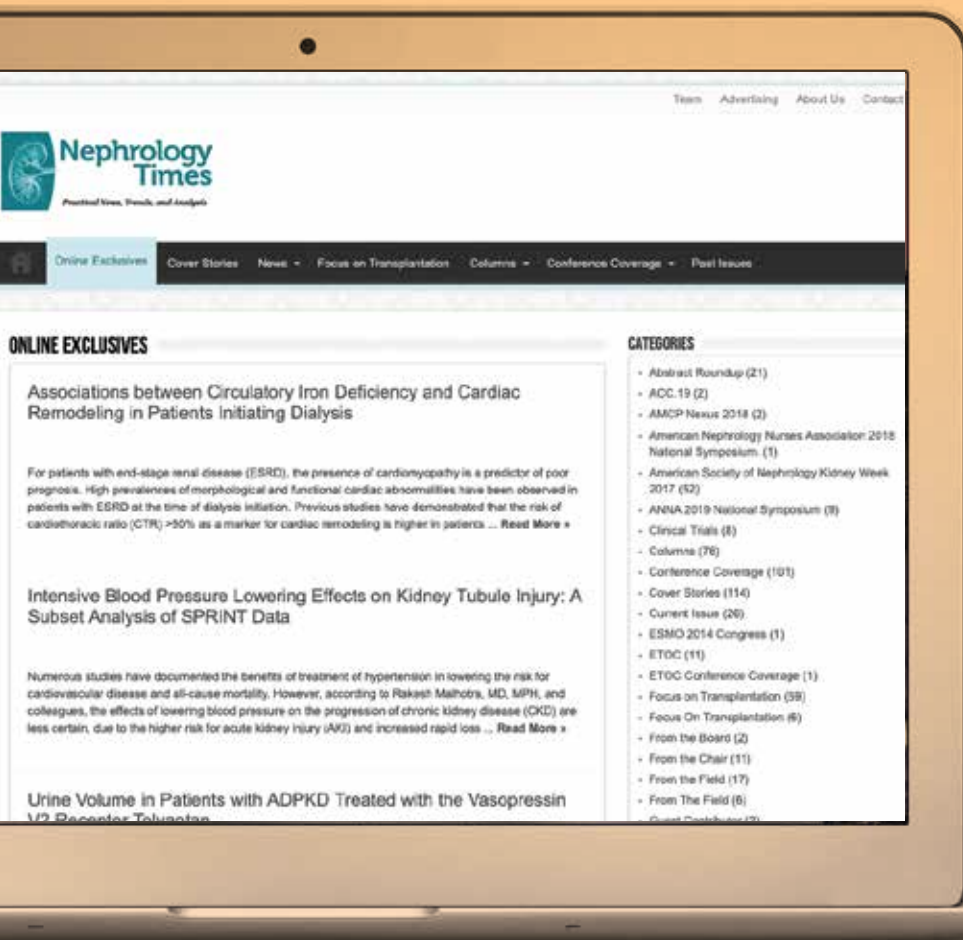 Team Advertising About Us Contact
Nephrology
Times
Practical News, Trends, and Analysis
Online Exclusives Cover Stories News Focus on Transplantation Columns Conference Coverage Past Issues
ONLINE EXCLUSIVES
Associations between Circulatory Iron Deficiency and Cardiac
Remodeling in Patients Initiating Dialysis
For patients with end-stage renal disease (ESRD), the presence of cardiomyopathy is a predictor of poor
prognosis. High prevalences of morphological and functional cardiac abnormalities have been observed in
patients with ESRD at the time of dialysis initiation. Previous studies have demonstrated that the risk of
cardiothoracic ratio (CTR) >50% as a marker for cardiac remodeling is higher in patients ... Read More »
Intensive Blood Pressure Lowering Effects on Kidney Tubule Injury: A
Subset Analysis of SPRINT Data
Numerous studies have documented the benefits of treatment of hypertension in lowering the risk for
cardiovascular disease and all-cause mortality. However, according to Rakesh Malhotra, MD, MPH, and
colleagues, the effects of lowering blood pressure on the progression of chronic kidney disease (CKD) are
less certain, due to the higher risk for acute kidney injury (AKI) and increased rapid loss ... Read More »
Urine Volume in Patients with ADPKD Treated with the Vasopressin
V2 Receptor Tolvaptan
CATEGORIES
- Abstract Roundup (21)
- ACC.19 (2)
- AMCP Nexus 2018 (2)
- American Nephrology Nurses Association 2018
National Symposium. (1)
- American Society of Nephrology Kidney Week
2017 (52)
- ANNA 2019 National Symposium (9)
- Clinical Trials (8)
- Columns (76)
- Conference Coverage (101)
- Cover Stories (114)
- Current Issue (26)
- ESMO 2014 Congress (1)
- ETOC (11)
- ETOC Conference Coverage (1)
- Focus on Transplantation (59)
- Focus On Transplantation (6)
- From the Board (2)
- From the Chair (11)
- From the Field (17)
- From The Field (6)
- Guest Contributor